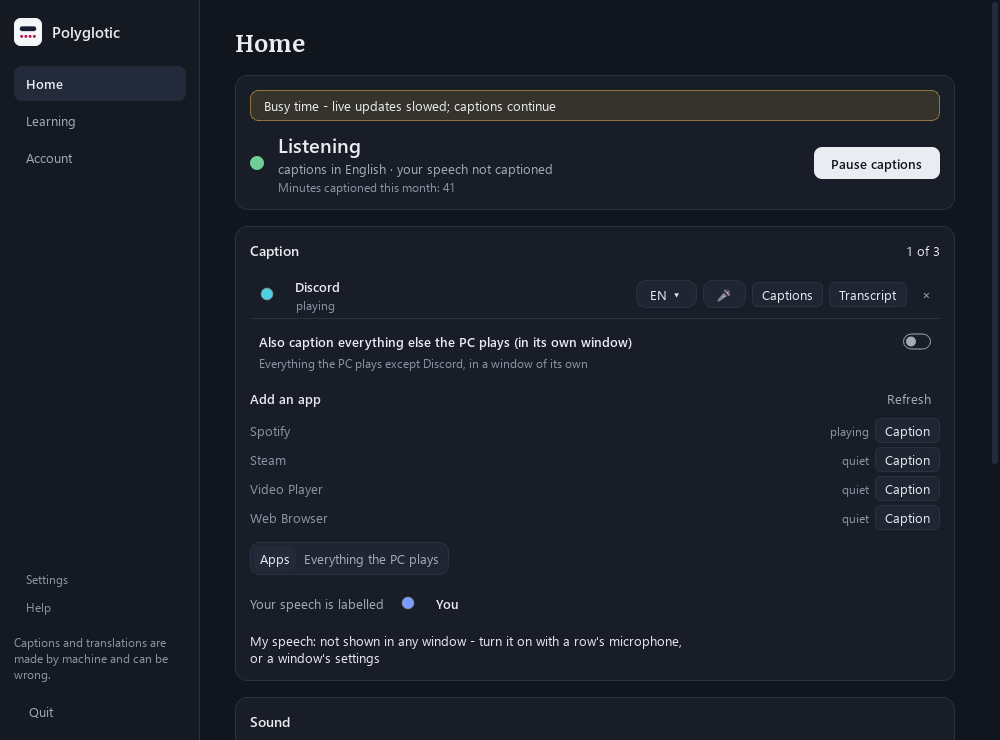 Polyglotic
Home
Learning
Account
Settings
Help
Captions and translations are
made by machine and can be
wrong.
Quit
Home
Busy time - live updates slowed; captions continue
Listening
captions in English · your speech not captioned
Minutes captioned this month: 41
Pause captions
Caption
1 of 3
Discord
playing
EN ▾
Captions
Transcript
×
Also caption everything else the PC plays (in its own window)
Everything the PC plays except Discord, in a window of its own
Add an app
Refresh
Spotify playing Caption
Steam quiet Caption
Video Player quiet Caption
Web Browser quiet Caption
Apps Everything the PC plays
Your speech is labelled You
My speech: not shown in any window - turn it on with a row's microphone,
or a window's settings
Sound